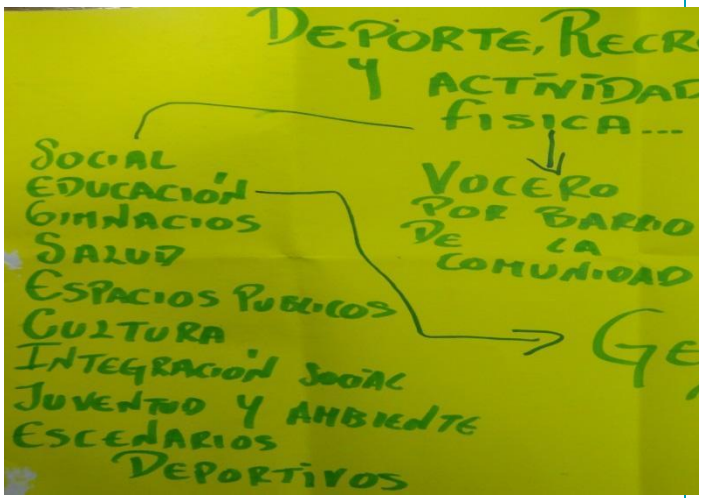 DEPORTE, RECR
Y ACTIVIDAD
FISICA...
SOCIAL
EDUCACIÓN
GIMNACIOS
SALUD
ESPACIOS PUBLICOS
CULTURA
INTEGRACIÓN SOCIAL
JUVENTUD Y AMBIENTE
ESCENARIOS
DEPORTIVOS
VOCERO
POR BARRIO
DE LA
COMUNIDAD
GE